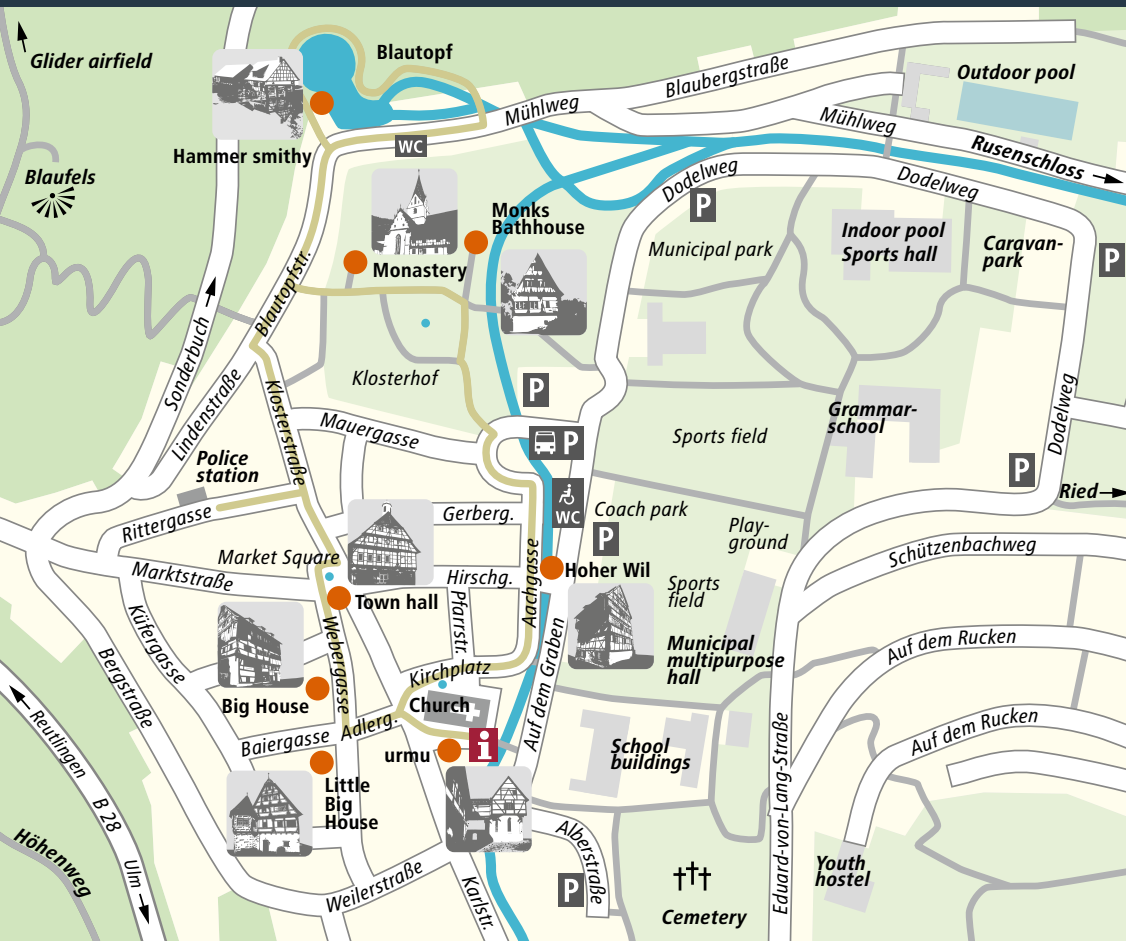 Glider airfield
Blautopf
Blaubergstraße
Outdoor pool
Mühlweg
Mühlweg
WC
Hammer smithy
Rusenschloss
Blaufels
Dodelweg
Dodelweg
P
Monks
Bathhouse
Indoor pool
Sports hall
Caravan-
park
Municipal park
P
Monastery
Blautopfstr.
Sonderbuch
Klosterhof
P
Lindenstraße
Klosterstraße
Mauergasse
Grammar-
school
Dodelweg
Sports field
P
Police
station
P
Ried
WC
Rittergasse
Gerberg.
Coach park
P
Play-
ground
Market Square
Schützenbachweg
Marktstraße
Hirschg.
Aachgasse
Hoher Wil
Sports
field
Town hall
Pfarrstr.
Küfergasse
Webergasse
Municipal
multipurpose
hall
Auf dem Rucken
Bergstraße
Kirchplatz
Auf dem Graben
Big House
Church
Baiergasse
Adlerg.
urmu
i
School
buildings
Auf dem Rucken
Reutlingen
B 28
Ulm
Little
Big
House
Eduard-von-Lang-Straße
Alberstraße
Höhenweg
Youth
hostel
Weilerstraße
Karlstr.
P
Cemetery